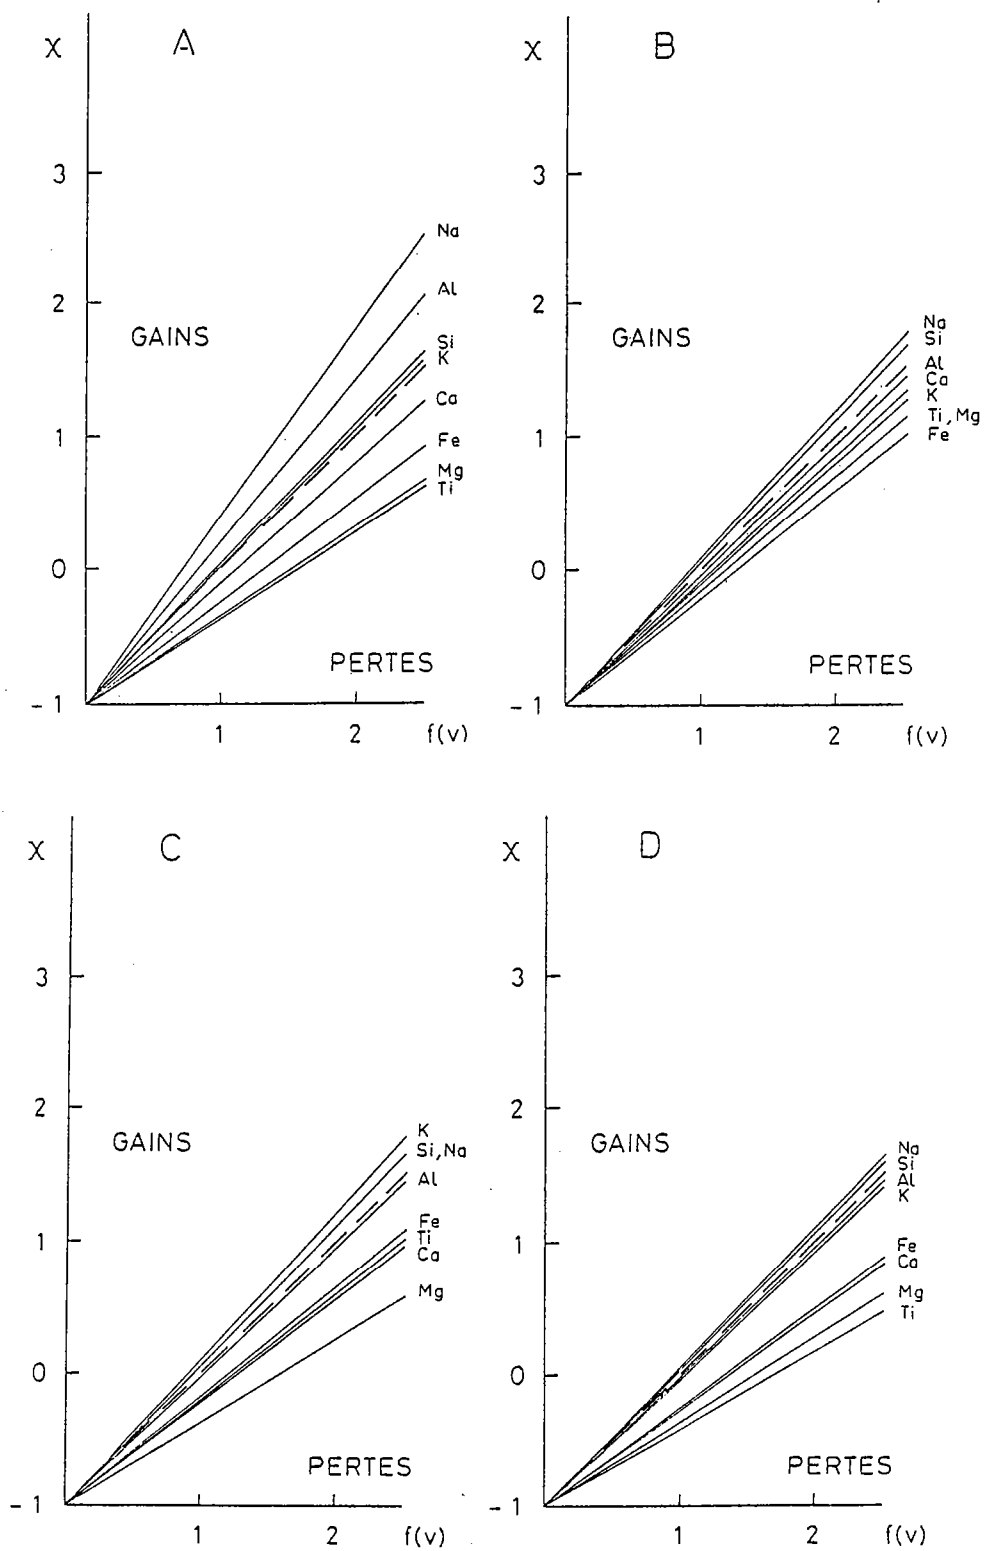 χ A
3
Na
Al
2
GAINS
Si
K
Ca
1
Fe
Mg
Ti
0
PERTES
-1
1 2 f(v)
χ B
3
2
Na
GAINS
Si
Al
Ca
K
Ti,Mg
1
Fe
0
PERTES
-1
1 2 f(v)
χ C
3
2
K
GAINS
Si,Na
Al
Fe
1
Ti
Ca
Mg
0
PERTES
-1
1 2 f(v)
χ D
3
2
GAINS
Na
Si
Al
K
1
Fe
Ca
Mg
Ti
0
PERTES
-1
1 2 f(v)